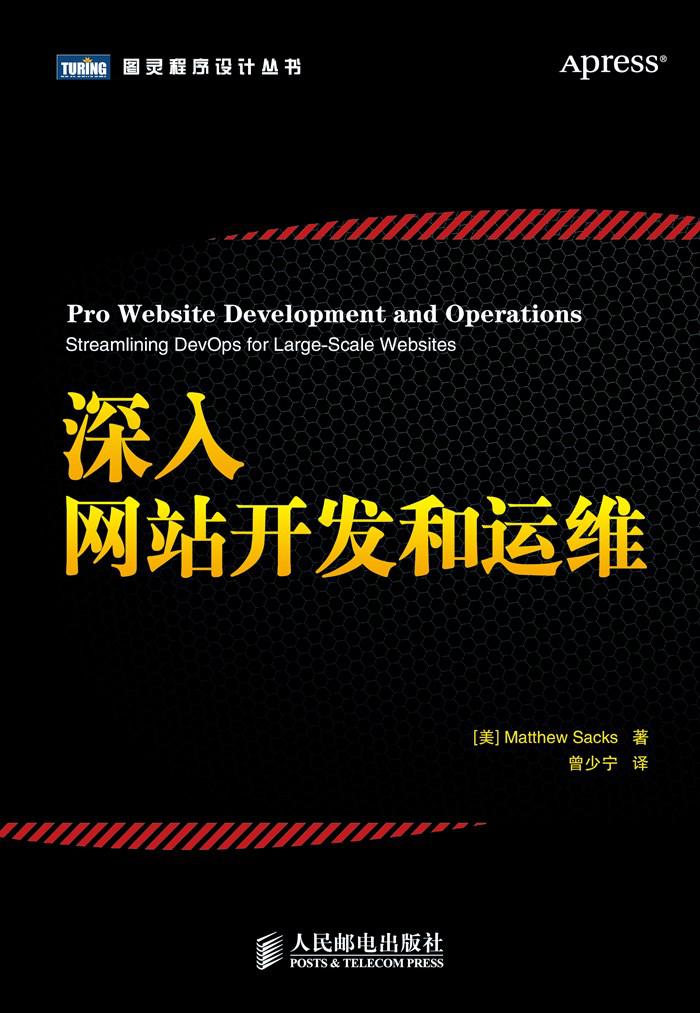 TURING 图灵程序设计丛书
Apress®
Pro Website Development and Operations
Streamlining DevOps for Large-Scale Websites
深入
网站开发和运维
[美] Matthew Sacks 著
曾少宁 译
人民邮电出版社
POSTS & TELECOM PRESS